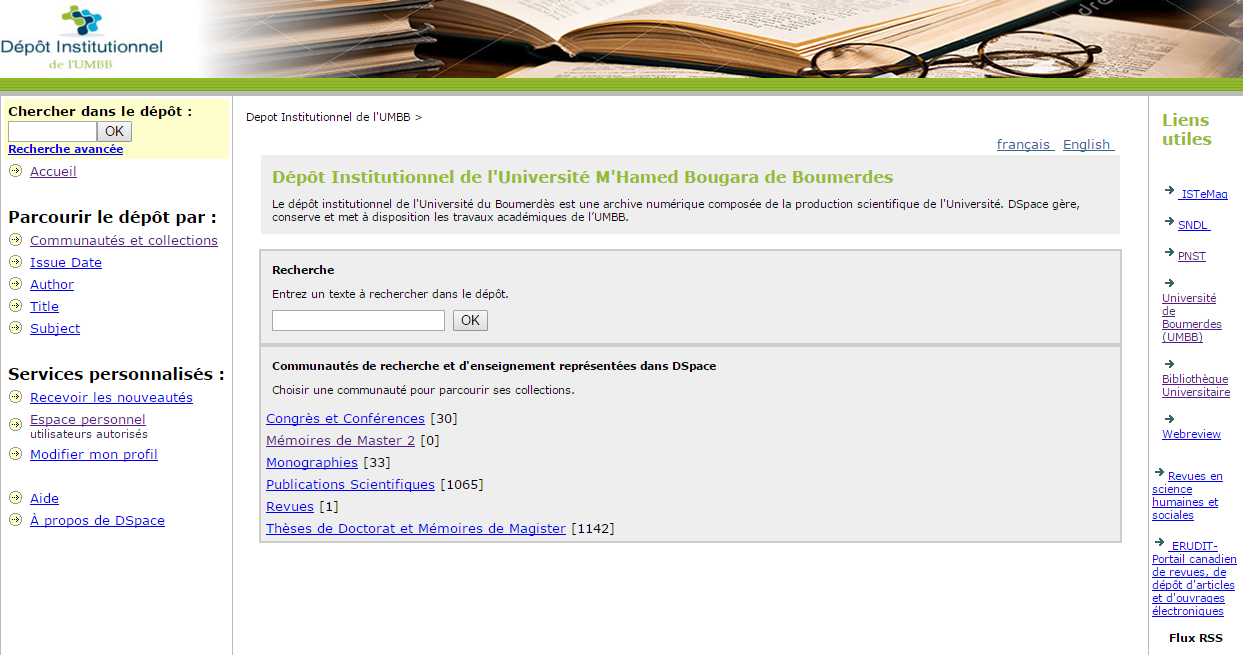 Dépôt Institutionnel
de l'UMBB
dre
Chercher dans le dépôt :
OK
Recherche avancée
Accueil
Parcourir le dépôt par :
Communautés et collections
Issue Date
Author
Title
Subject
Services personnalisés :
Recevoir les nouveautés
Espace personnel
utilisateurs autorisés
Modifier mon profil
Aide
À propos de DSpace
Depot Institutionnel de l'UMBB >
français English
Dépôt Institutionnel de l'Université M'Hamed Bougara de Boumerdes
Le dépôt institutionnel de l'Université du Boumerdès est une archive numérique composée de la production scientifique de l'Université. DSpace gère,
conserve et met à disposition les travaux académiques de l’UMBB.
Recherche
Entrez un texte à rechercher dans le dépôt.
OK
Communautés de recherche et d'enseignement représentées dans DSpace
Choisir une communauté pour parcourir ses collections.
Congrès et Conférences [30]
Mémoires de Master 2 [0]
Monographies [33]
Publications Scientifiques [1065]
Revues [1]
Thèses de Doctorat et Mémoires de Magister [1142]
Liens
utiles
ISTeMag
SNDL
PNST
Université
de
Boumerdes
(UMBB)
Bibliothèque
Universitaire
Webreview
Revues en
science
humaines et
sociales
ERUDIT-
Portail canadien
de revues, de
dépôt d'articles
et d'ouvrages
électroniques
Flux RSS